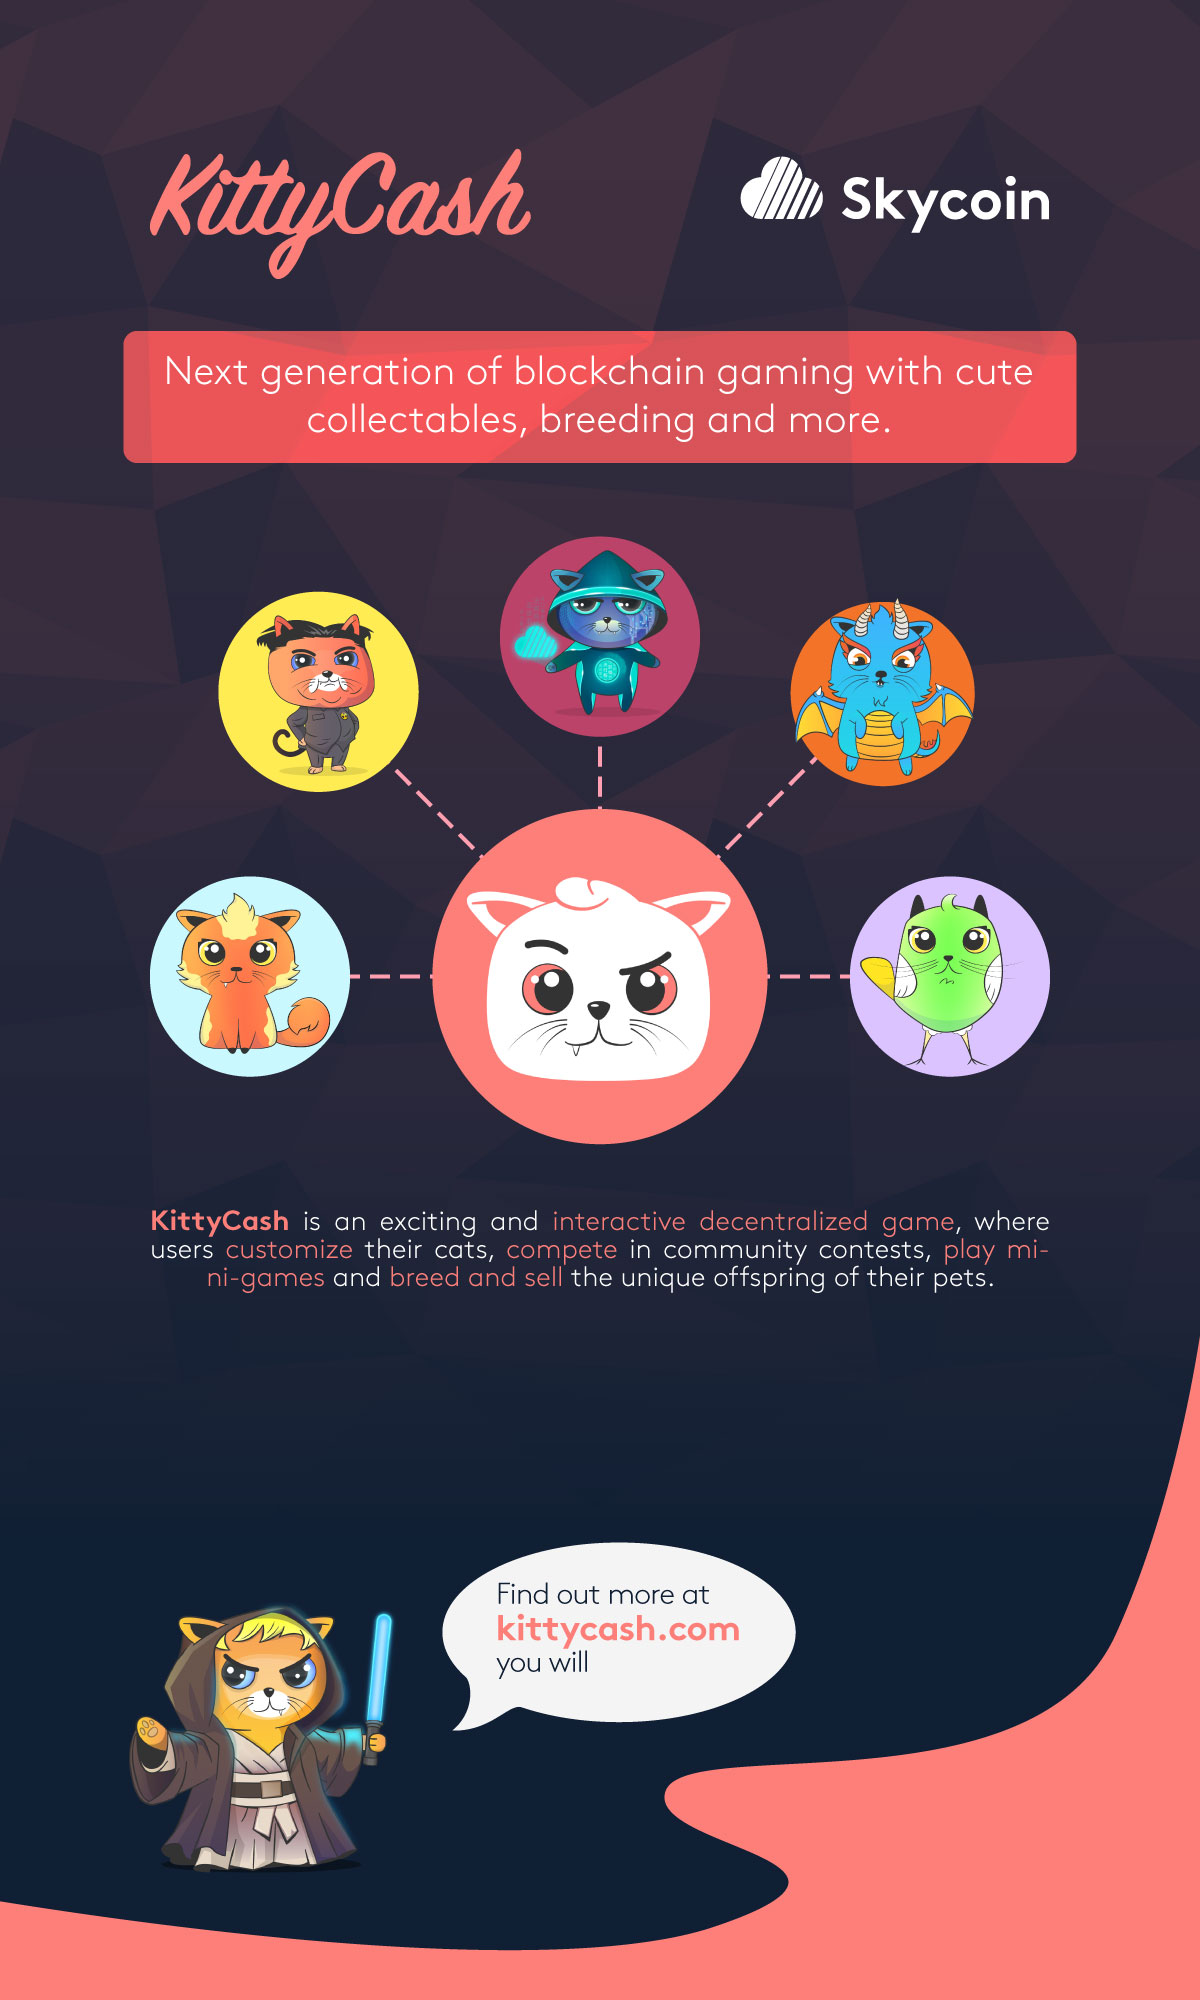 KittyCash
Skycoin
Next generation of blockchain gaming with cute
collectables, breeding and more.
KittyCash is an exciting and interactive decentralized game, where
users customize their cats, compete in community contests, play mi-
ni-games and breed and sell the unique offspring of their pets.
Find out more at
kittycash.com
you will